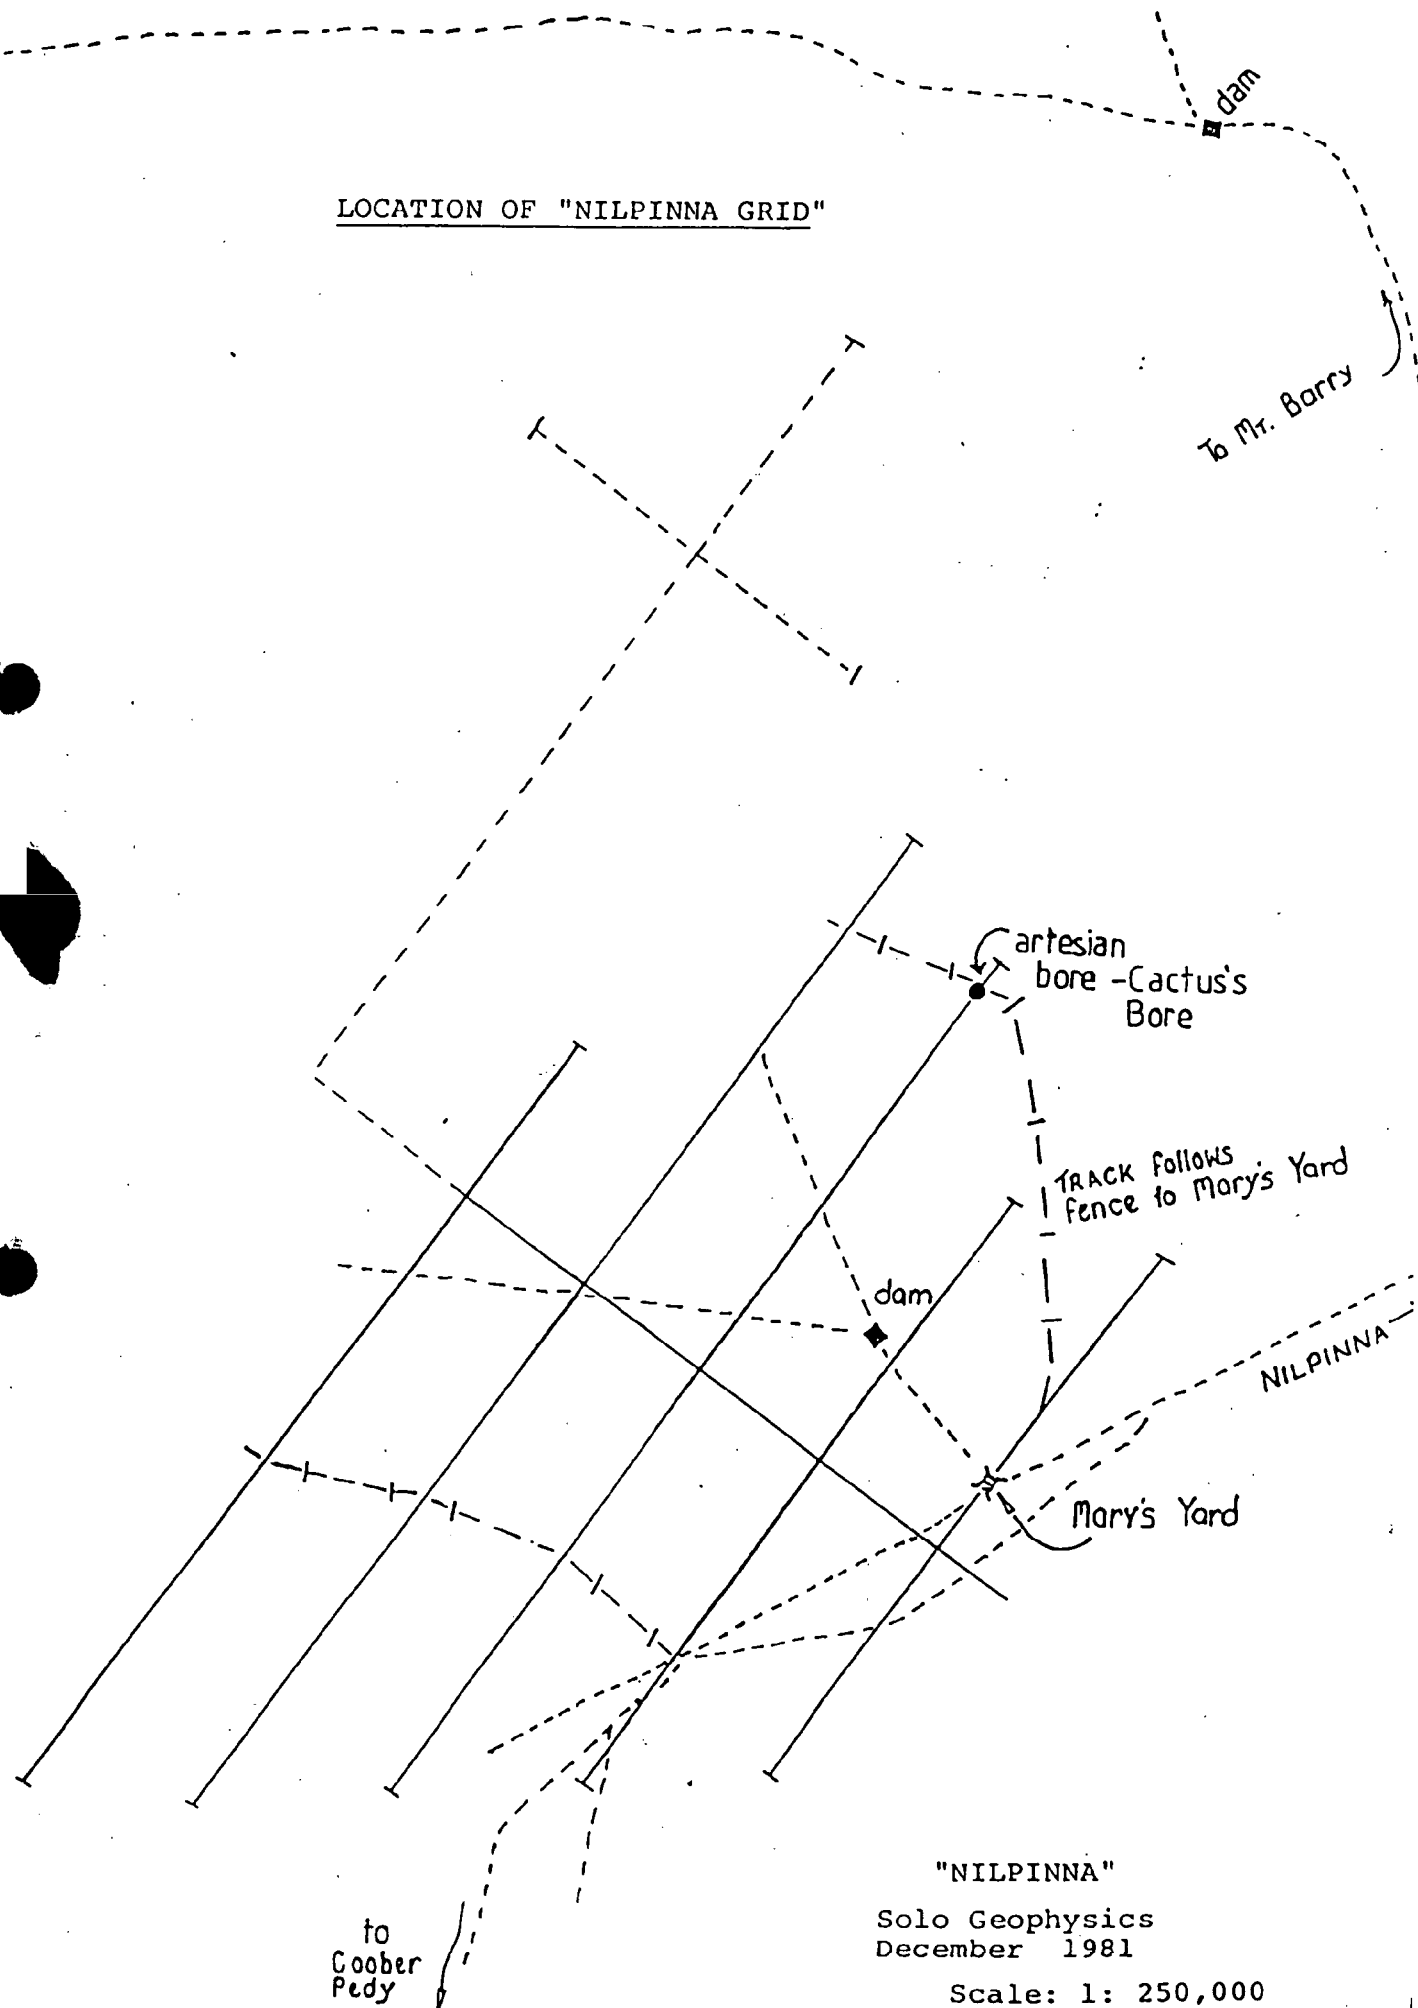 dam
LOCATION OF "NILPINNA GRID"
To Mt. Barry
artesian
bore - Cactus's
Bore
TRACK Follows
Fence to Mary's Yard
dam
NILPINNA
Mary's Yard
"NILPINNA"
Solo Geophysics
December 1981
Scale: 1: 250,000
to
Coober
Pedy